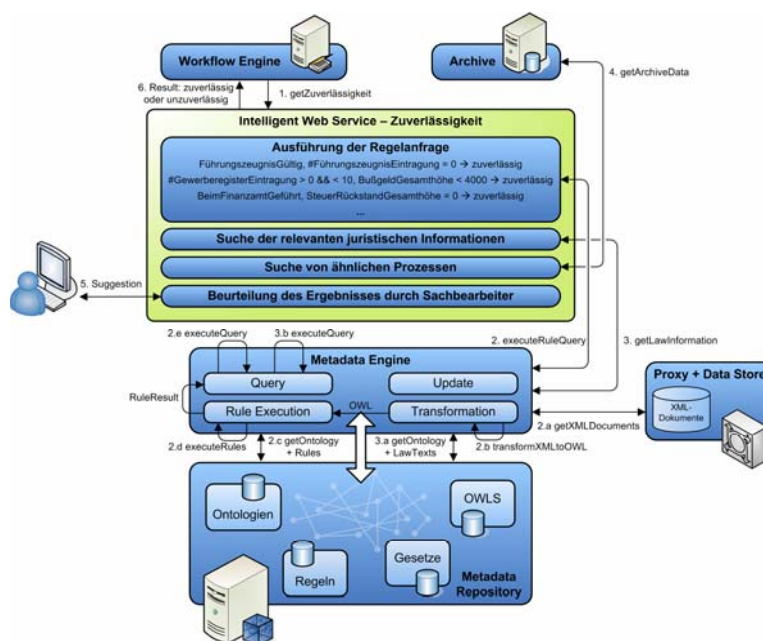 Workflow Engine
Archive
6. Result: zuverlässig
oder unzuverlässig
1. getZuverlässigkeit
4. getArchiveData
Intelligent Web Service – Zuverlässigkeit
Ausführung der Regelanfrage
FührungszeugnisGültig, #FührungszeugnisEintragung = 0 → zuverlässig
#GewerberegisterEintragung > 0 && < 10, BußgeldGesamthöhe < 4000 → zuverlässig
BeimFinanzamtGeführt, SteuerRückstandGesamthöhe = 0 → zuverlässig
...
Suche der relevanten juristischen Informationen
Suche von ähnlichen Prozessen
5. Suggestion
Beurteilung des Ergebnisses durch Sachbearbeiter
2.e executeQuery
3.b executeQuery
2. executeRuleQuery
3. getLawInformation
Metadata Engine
Query
Update
Proxy + Data Store
RuleResult
OWL
XML-
Dokumente
Rule Execution
Transformation
2.a getXMLDocuments
2.d executeRules
2.c getOntology
+ Rules
3.a getOntology
+ LawTexts
2.b transformXMLtoOWL
Ontologien
OWLS
Regeln
Gesetze
Metadata
Repository